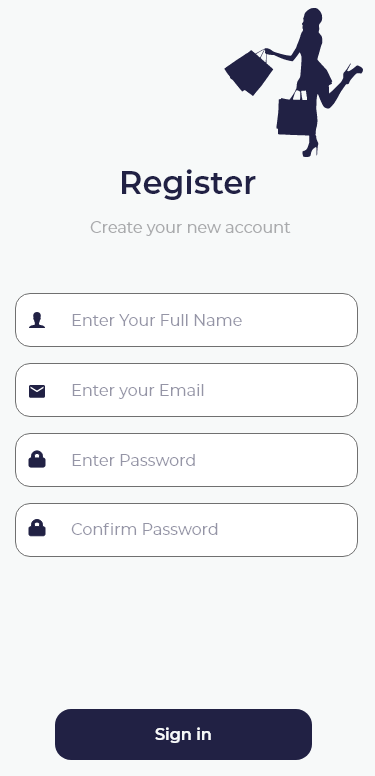 Register
Create your new account
Enter Your Full Name
Enter your Email
Enter Password
Confirm Password
Sign in